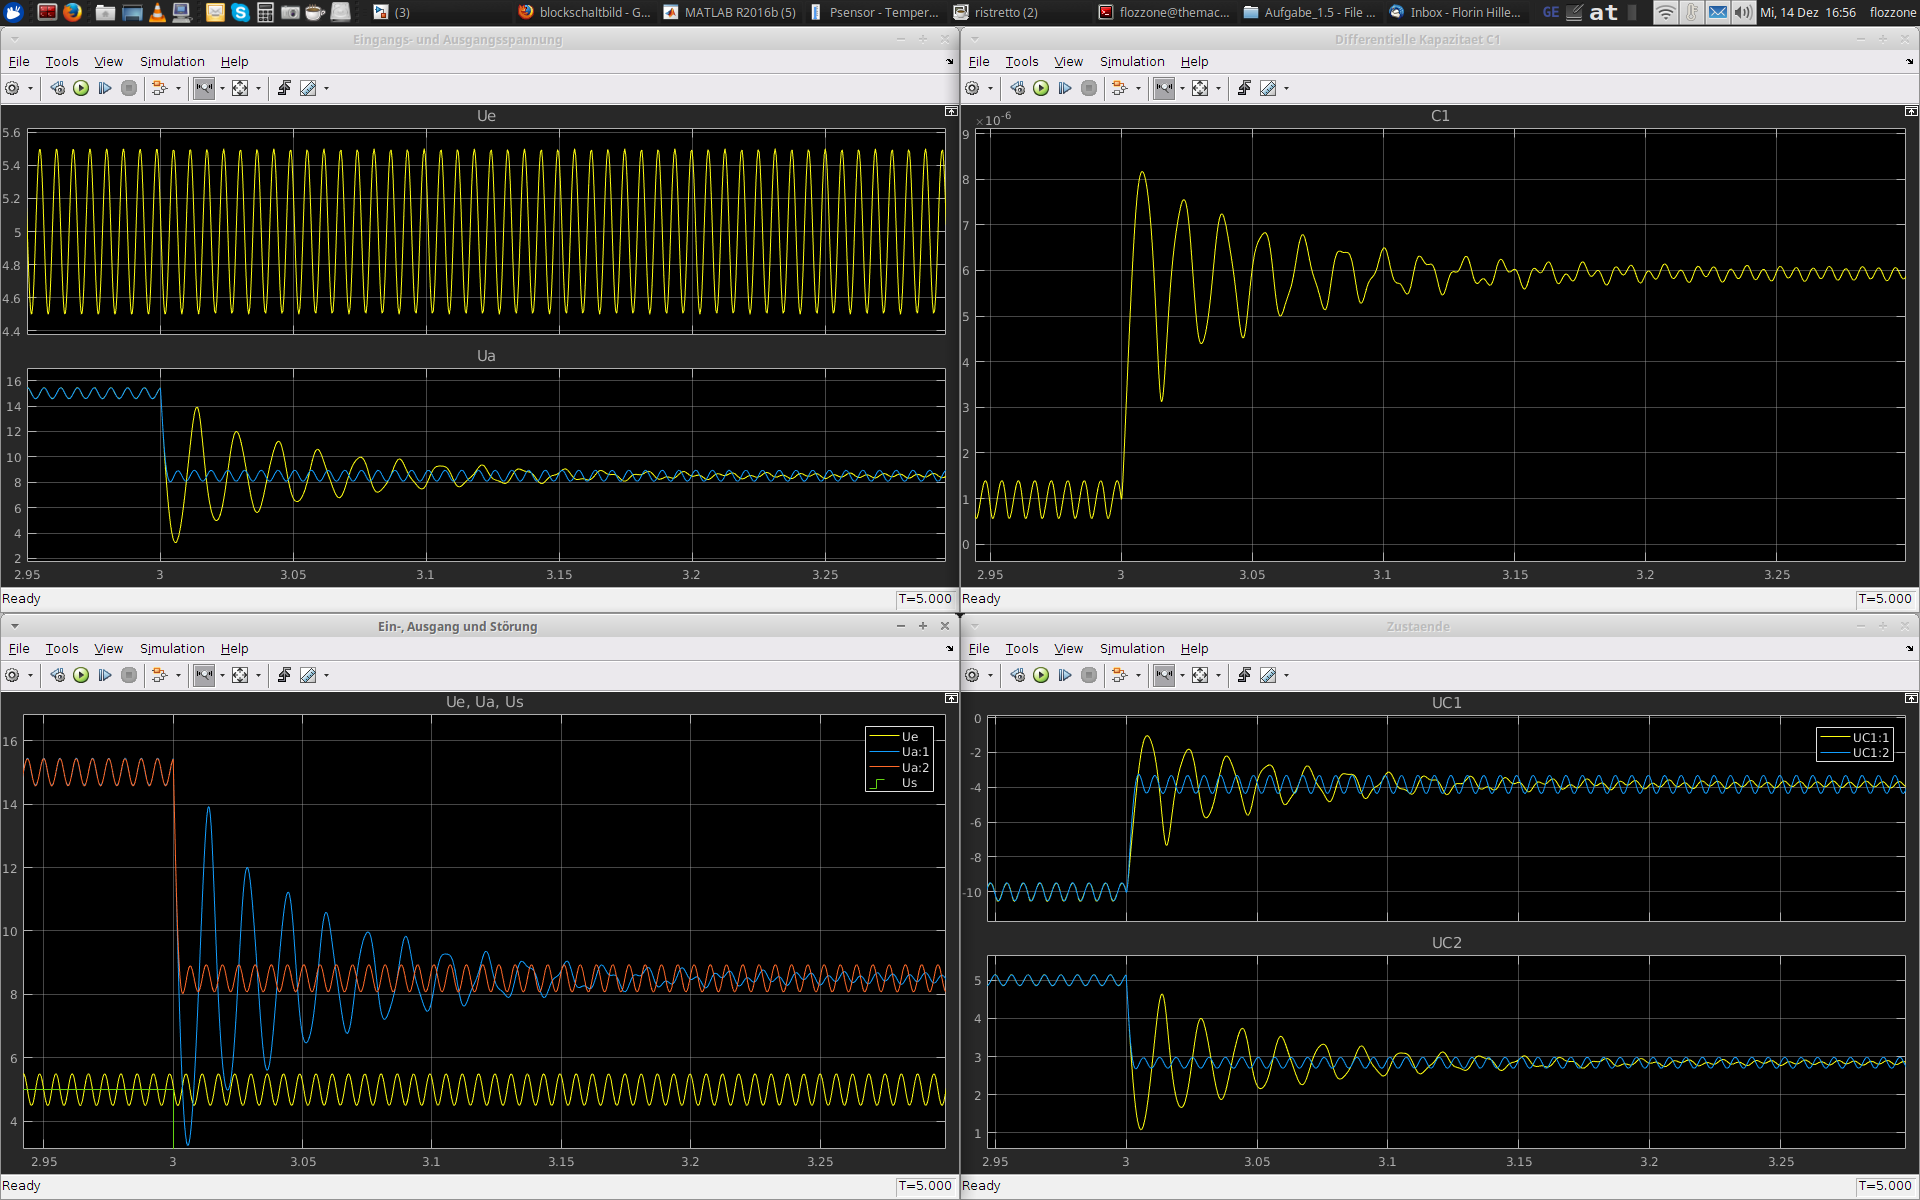 (3) blockschaltbild - G... MATLAB R2016b (5) Psensor - Temper... ristretto (2) flozzone@themac... Aufgabe_1.5 - File ... Inbox - Florin Hille... GE at Mi, 14 Dez 16:56 flozzone
Eingangs- und Ausgangsspannung
File Tools View Simulation Help
Ue
5.6
5.4
5.2
5
4.8
4.6
4.4
Ua
16
14
12
10
8
6
4
2
2.95 3 3.05 3.1 3.15 3.2 3.25
Ready T=5.000
Differentielle Kapazitaet C1
File Tools View Simulation Help
C1
×10^-6
9
8
7
6
5
4
3
2
1
0
2.95 3 3.05 3.1 3.15 3.2 3.25
Ready T=5.000
Ein-, Ausgang und Störung
File Tools View Simulation Help
Ue, Ua, Us
Ue
Ua:1
Ua:2
Us
16
14
12
10
8
6
4
2.95 3 3.05 3.1 3.15 3.2 3.25
Ready T=5.000
Zustaende
File Tools View Simulation Help
UC1
UC1:1
UC1:2
0
-2
-4
-6
-8
-10
UC2
5
4
3
2
1
2.95 3 3.05 3.1 3.15 3.2 3.25
Ready T=5.000